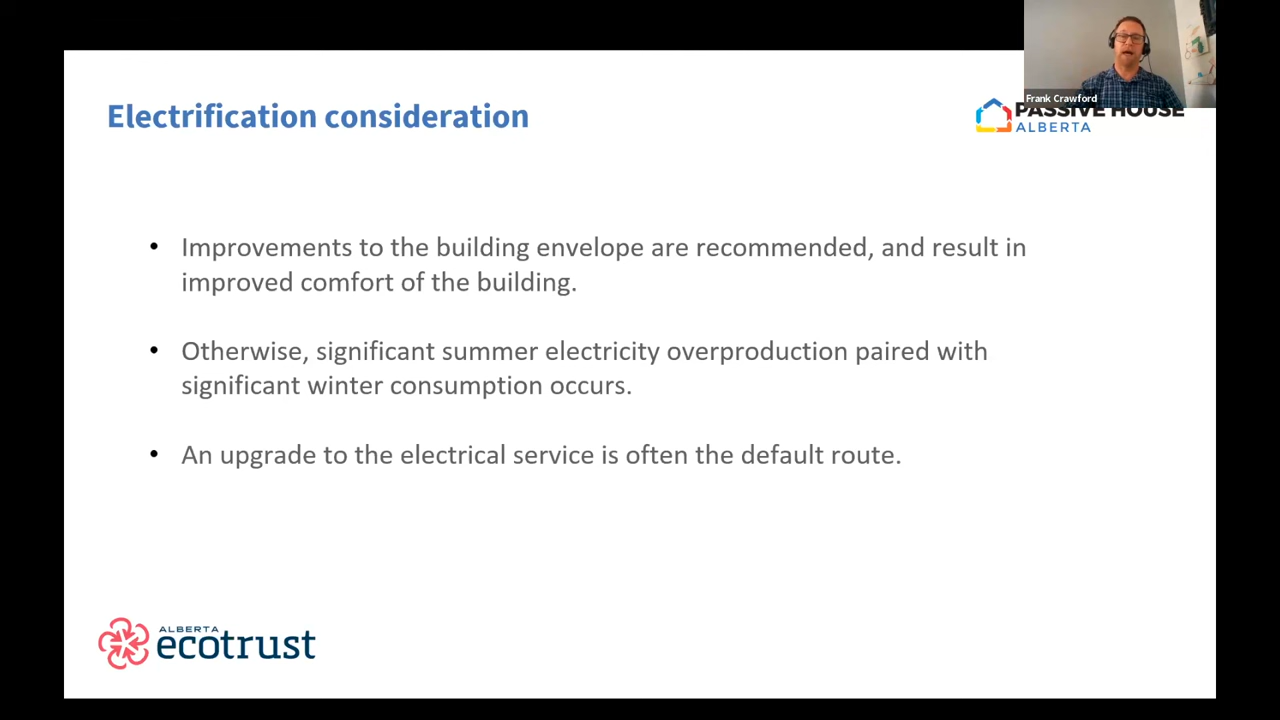 Frank Crawford
Electrification consideration
PASSIVE HOUSE
ALBERTA
• Improvements to the building envelope are recommended, and result in
improved comfort of the building.
• Otherwise, significant summer electricity overproduction paired with
significant winter consumption occurs.
• An upgrade to the electrical service is often the default route.
ALBERTA
ecotrust